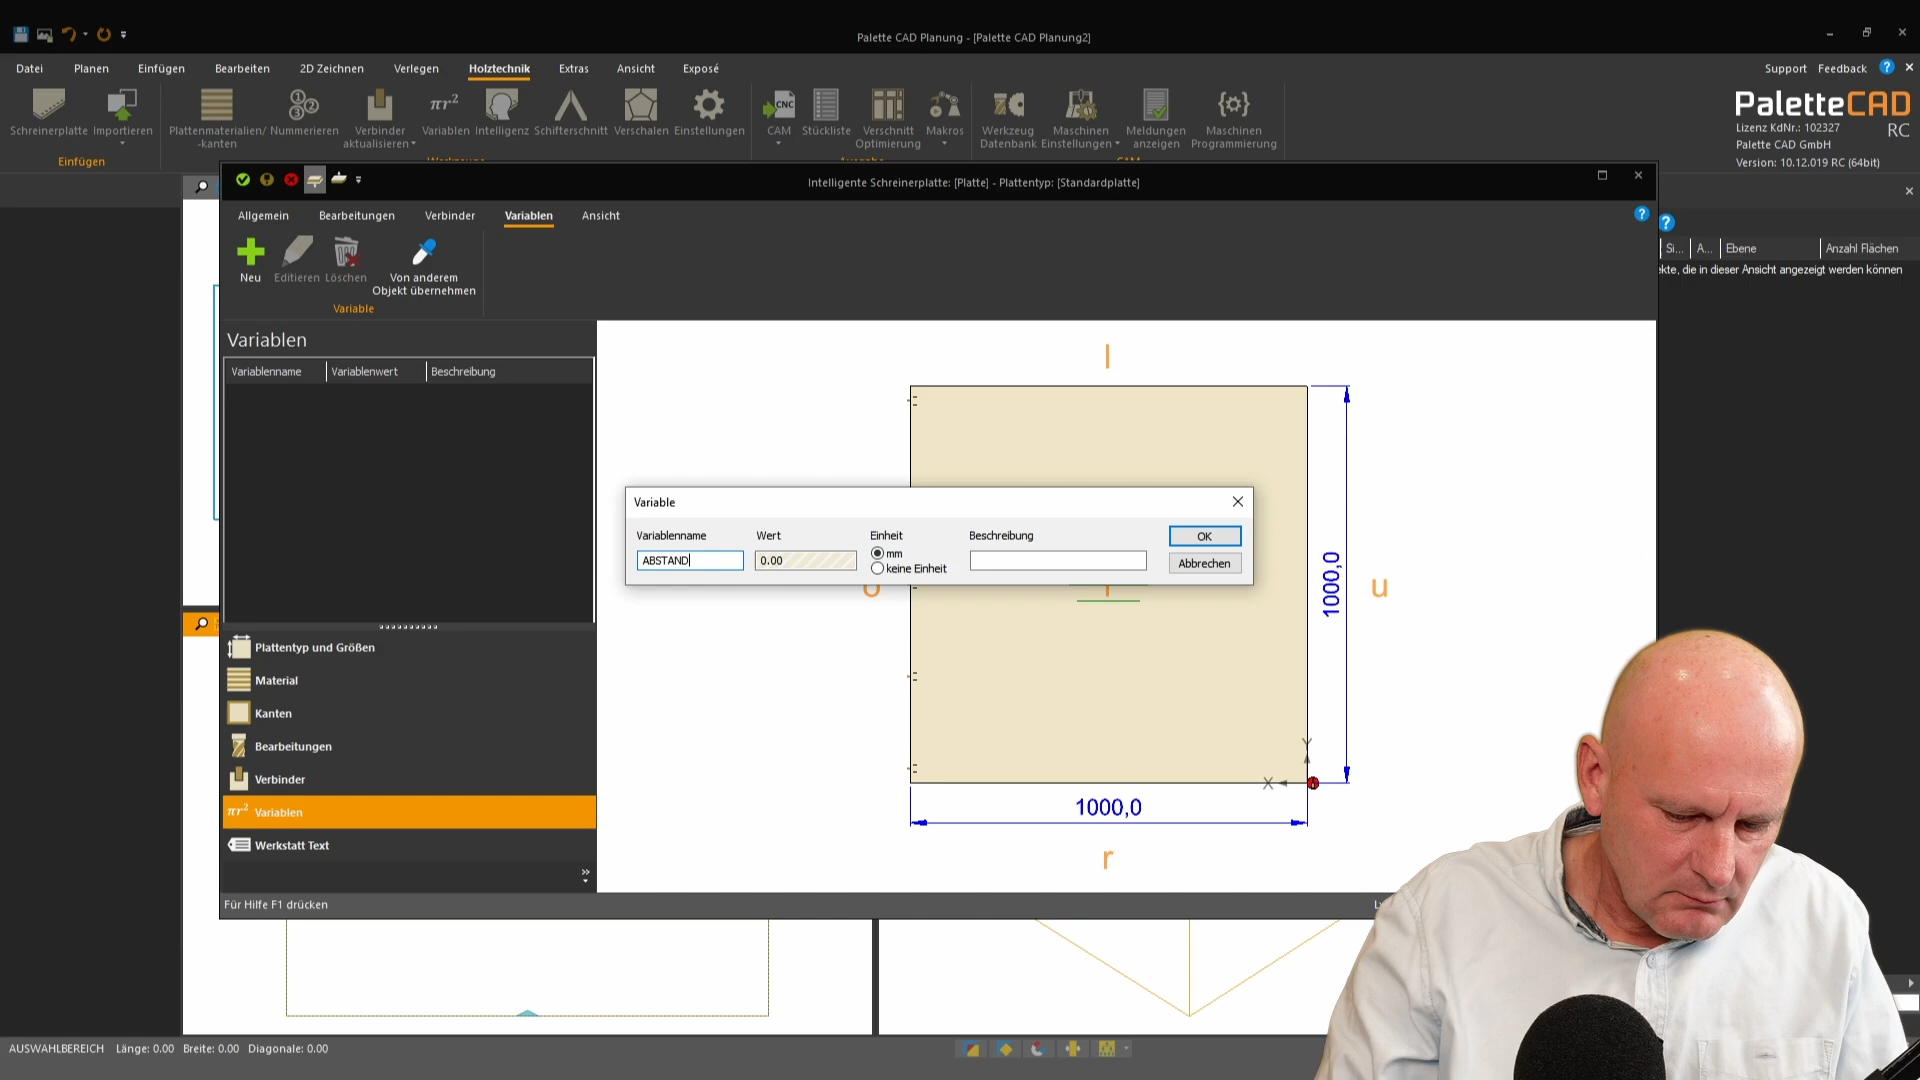 Palette CAD Planung - [Palette CAD Planung2]
Datei Planen Einfügen Bearbeiten 2D Zeichnen Verlegen Holztechnik Extras Ansicht Exposé
Support Feedback ?
Schreinerplatte Importieren
Einfügen
Plattenmaterialien/ -kanten Nummerieren Verbinder aktualisieren Variablen Intelligenz Schifterschnitt Verschalen Einstellungen
πr²
CNC
CAM Stückliste Verschnitt Optimierung Makros
Werkzeug Datenbank Maschinen Einstellungen Meldungen anzeigen Maschinen Programmierung
PaletteCAD
RC
Lizenz KdNr.: 102327
Palette CAD GmbH
Version: 10.12.019 RC (64bit)
Intelligente Schreinerplatte: [Platte] - Plattentyp: [Standardplatte]
Allgemein Bearbeitungen Verbinder Variablen Ansicht
?
?
Neu Editieren Löschen Von anderem Objekt übernehmen
Variable
Si... A... Ebene Anzahl Flächen
ekte, die in dieser Ansicht angezeigt werden können
Variablen
Variablenname Variablenwert Beschreibung
l
Variable
Variablenname Wert Einheit Beschreibung
ABSTAND 0.00 mm
keine Einheit
OK
Abbrechen
o
u
1000,0
Y
X
1000,0
r
Plattentyp und Größen
Material
Kanten
Bearbeitungen
Verbinder
πr² Variablen
Werkstatt Text
Für Hilfe F1 drücken
AUSWAHLBEREICH Länge: 0.00 Breite: 0.00 Diagonale: 0.00